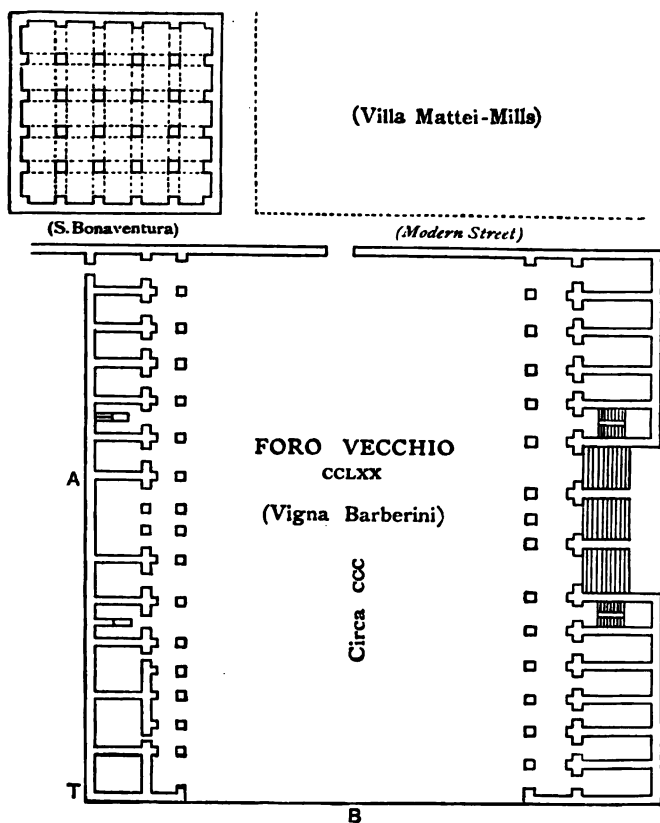 (Villa Mattei-Mills)
(S. Bonaventura)
(Modern Street)
FORO VECCHIO
CCLXX
A
(Vigna Barberini)
Circa CCC
T
B